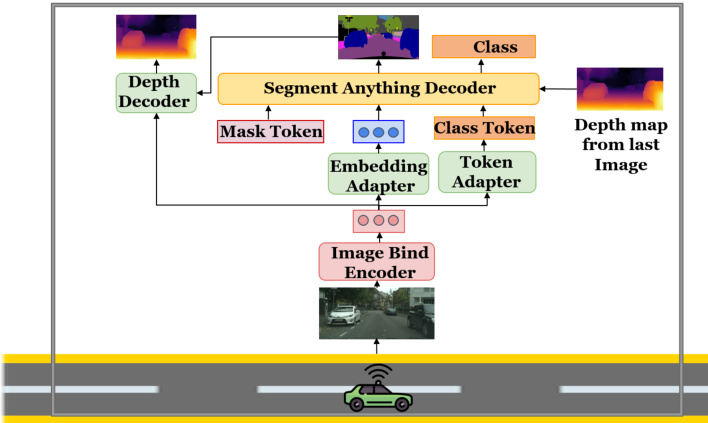 Depth
Decoder
Class
Segment Anything Decoder
Mask Token
Class Token
Depth map
from last
Image
Embedding
Adapter
Token
Adapter
Image Bind
Encoder